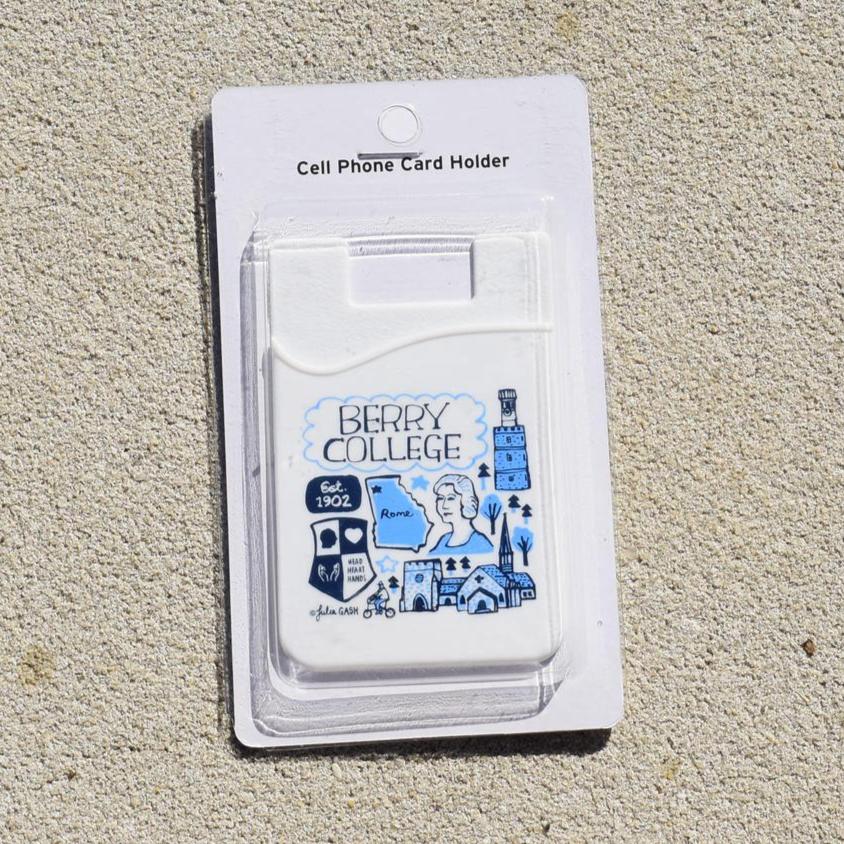 Cell Phone Card Holder
BERRY
COLLEGE
Est.
1902
Rome
HEAD
HEART
HANDS
©Julia GASH